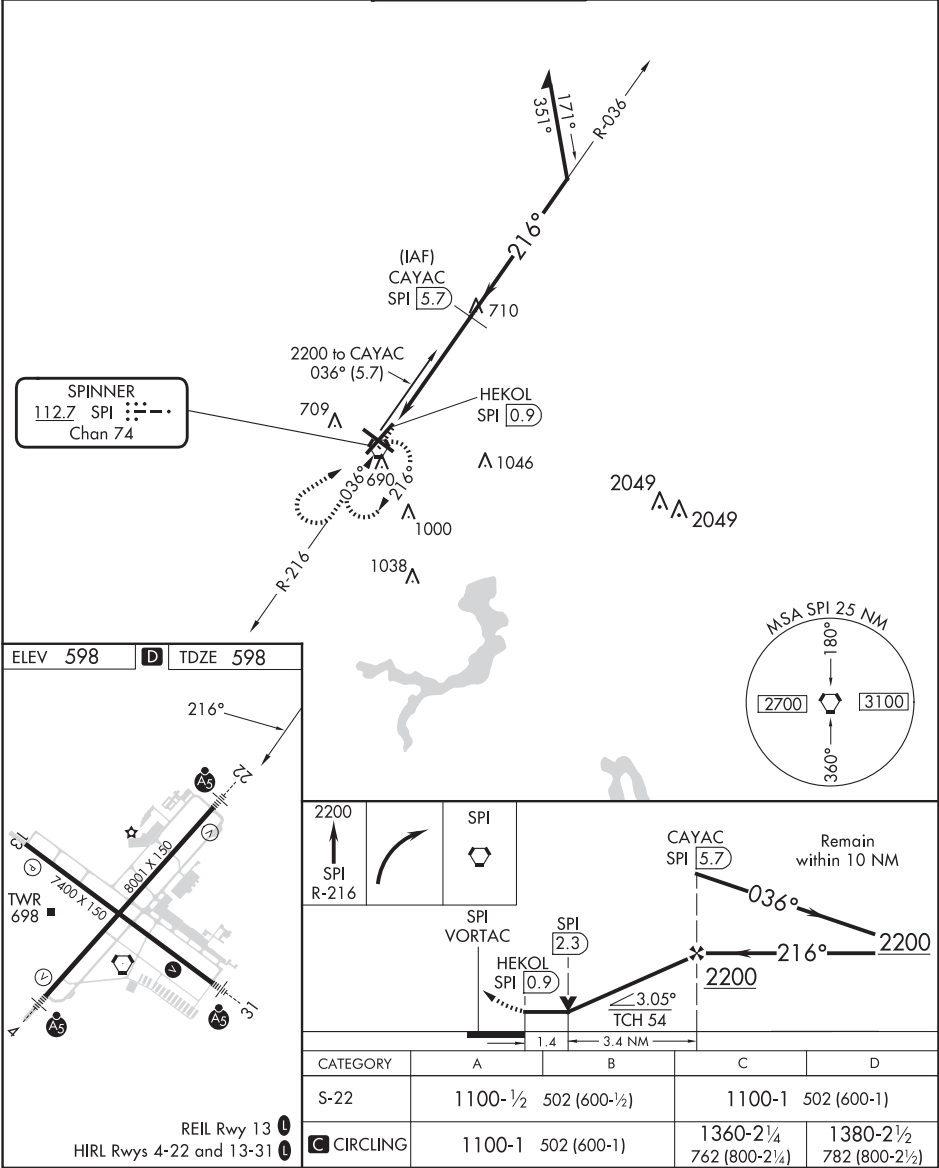 351°
171°
R-036
216°
(IAF)
CAYAC
SPI 5.7
710
2200 to CAYAC
036° (5.7)
SPINNER
112.7 SPI
Chan 74
709
HEKOL
SPI 0.9
1046
036°
690
216°
2049
2049
1000
R-216
1038
MSA SPI 25 NM
180°
2700
3100
360°
ELEV 598 D TDZE 598
216°
A5
22
V
13
P
8001 X 150
7400 X 150
TWR
698
V
V
31
4
A5
A5
REIL Rwy 13 L
HIRL Rwys 4-22 and 13-31 L
2200
SPI
R-216
SPI
CAYAC
SPI 5.7
Remain
within 10 NM
036°
2200
216°
2200
SPI
VORTAC
SPI
2.3
HEKOL
SPI 0.9
3.05°
TCH 54
1.4
3.4 NM
CATEGORY A B C D
S-22 1100-½ 502 (600-½) 1100-1 502 (600-1)
C CIRCLING 1100-1 502 (600-1) 1360-2¼ 1380-2½
762 (800-2¼) 782 (800-2½)